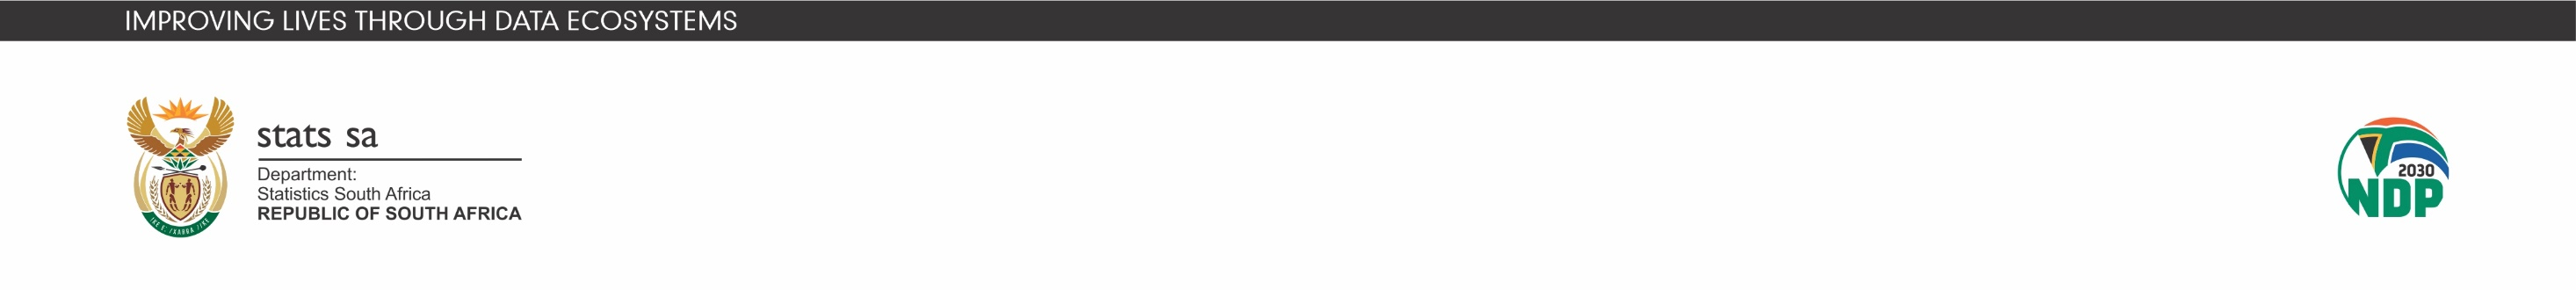 IMPROVING LIVES THROUGH DATA ECOSYSTEMS
stats sa
Department:
Statistics South Africa
REPUBLIC OF SOUTH AFRICA
2030
NDP